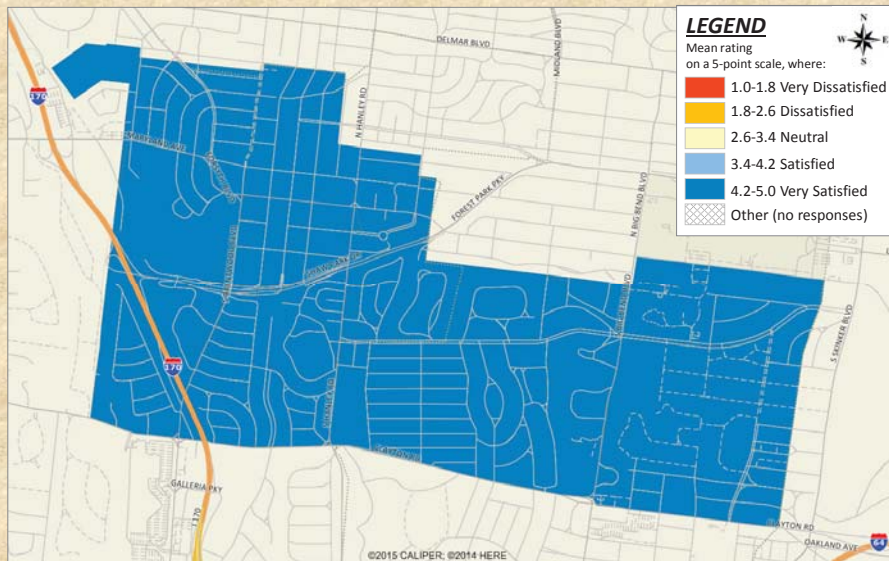 LEGEND
N
W E
S
Mean rating
on a 5-point scale, where:
1.0-1.8 Very Dissatisfied
1.8-2.6 Dissatisfied
2.6-3.4 Neutral
3.4-4.2 Satisfied
4.2-5.0 Very Satisfied
Other (no responses)
DELMAR BLVD
MIDLAND BLVD
170
N HANLEY RD
MARYLAND AVE
FOREST PARK PKY
N BIG BEND BLVD
S SKINKER BLVD
170
GALLERIA PKY
I 170
CLAYTON RD
OAKLAND AVE
64
©2015 CALIPER; ©2014 HERE